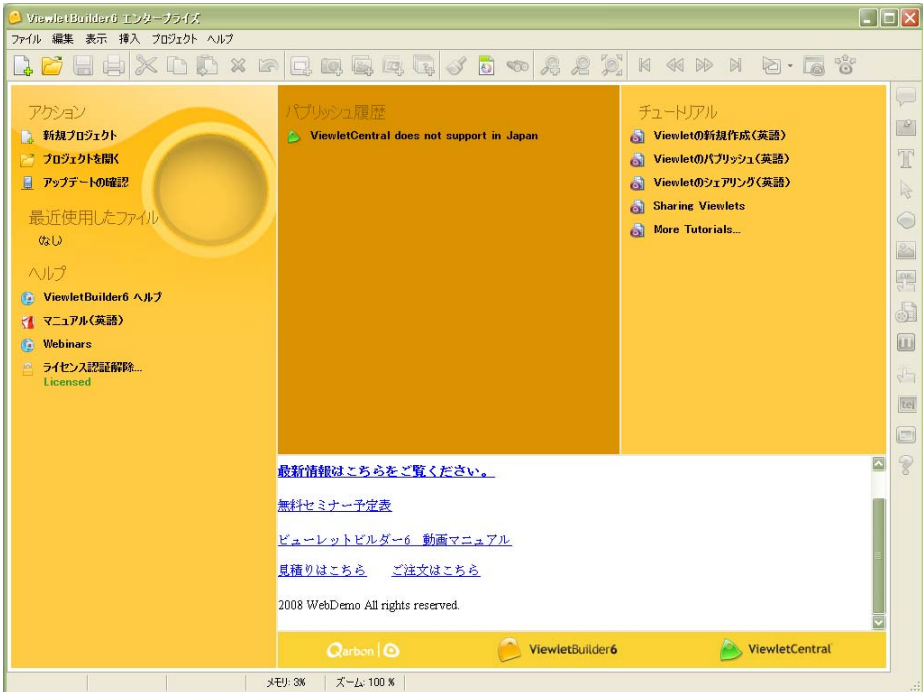 ViewletBuilder6 エンタープライズ
ファイル 編集 表示 挿入 プロジェクト ヘルプ
アクション
新規プロジェクト
プロジェクトを開く
アップデートの確認
最近使用したファイル
(なし)
ヘルプ
ViewletBuilder6 ヘルプ
マニュアル(英語)
Webinars
ライセンス認証解除...
Licensed
パブリッシュ履歴
ViewletCentral does not support in Japan
チュートリアル
Viewletの新規作成(英語)
Viewletのパブリッシュ(英語)
Viewletのシェアリング(英語)
Sharing Viewlets
More Tutorials...
最新情報はこちらをご覧ください。
無料セミナー予定表
ビューレットビルダー6 動画マニュアル
見積りはこちら ご注文はこちら
2008 WebDemo All rights reserved.
Qarbon ViewletBuilder6 ViewletCentral
メモリ: 3% ズーム: 100 %